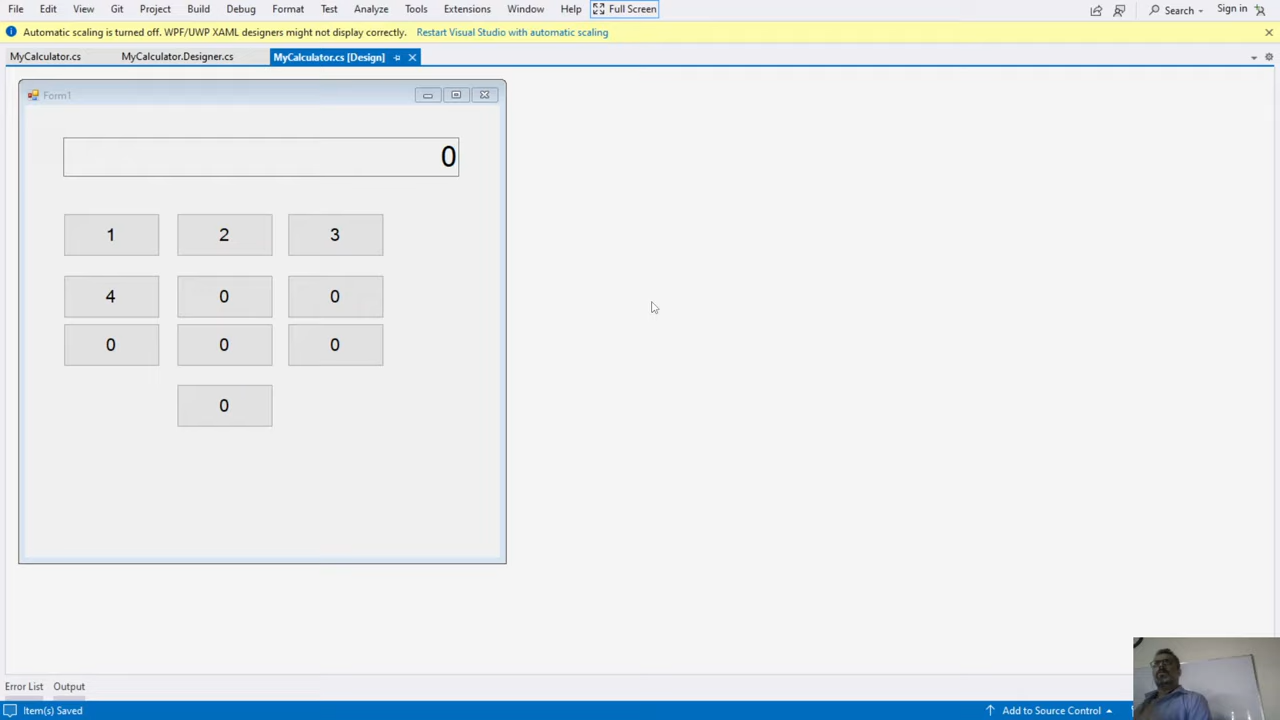 File Edit View Git Project Build Debug Format Test Analyze Tools Extensions Window Help Full Screen Search Sign in
Automatic scaling is turned off. WPF/UWP XAML designers might not display correctly. Restart Visual Studio with automatic scaling
MyCalculator.cs MyCalculator.Designer.cs MyCalculator.cs [Design]
Form1
0
1 2 3
4 0 0
0 0 0
0
Error List Output
Item(s) Saved Add to Source Control